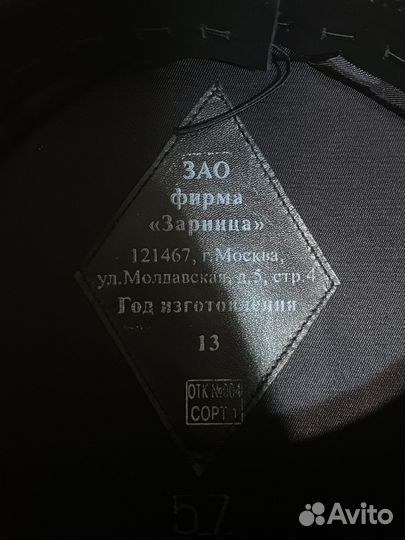 ЗАО
фирма
«Зарница»
121467, г.Москва,
ул.Молдавская, д.5, стр.4
Год изготовления
13
ОТК №004
СОРТ 1
57
Avito